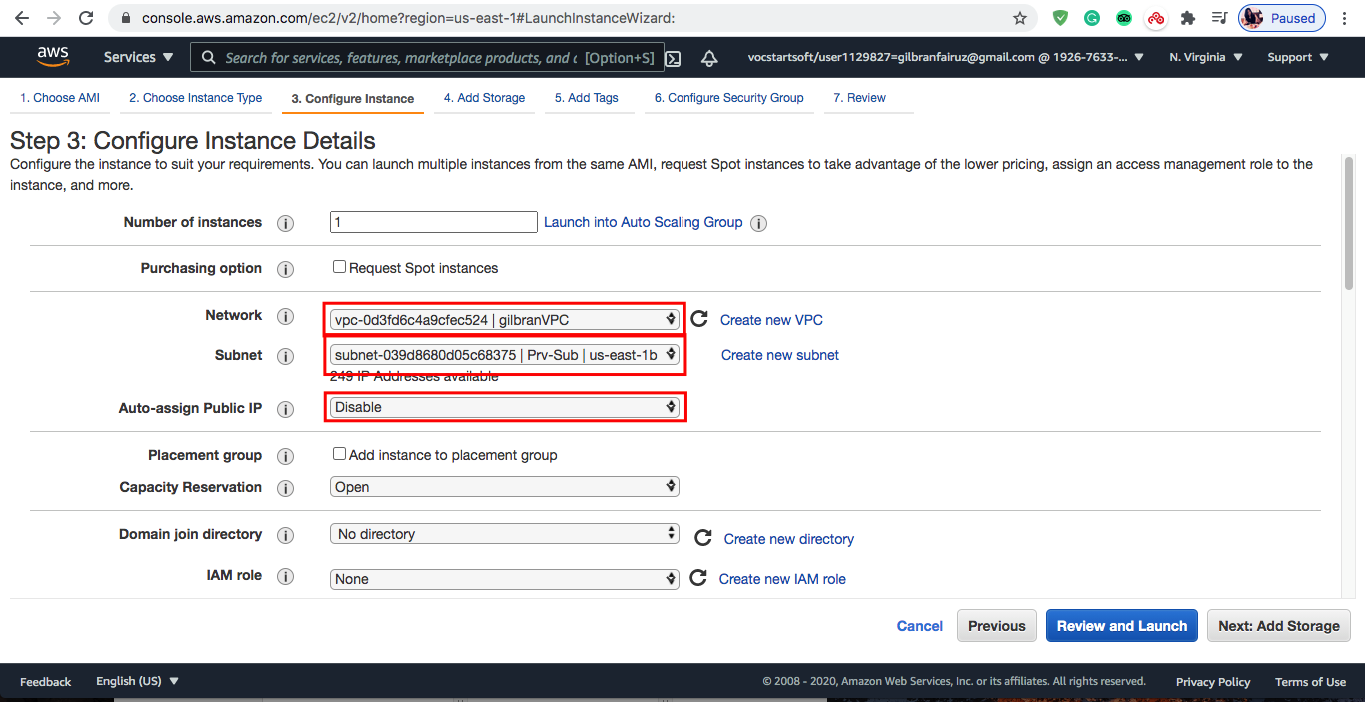 console.aws.amazon.com/ec2/v2/home?region=us-east-1#LaunchInstanceWizard:
Paused
aws
Services
Search for services, features, marketplace products, and c [Option+S]
vocstartsoft/user1129827=gilbranfairuz@gmail.com @ 1926-7633-...
N. Virginia
Support
1. Choose AMI
2. Choose Instance Type
3. Configure Instance
4. Add Storage
5. Add Tags
6. Configure Security Group
7. Review
Step 3: Configure Instance Details
Configure the instance to suit your requirements. You can launch multiple instances from the same AMI, request Spot instances to take advantage of the lower pricing, assign an access management role to the
instance, and more.
Number of instances i 1 Launch into Auto Scaling Group i
Purchasing option i Request Spot instances
Network i vpc-0d3fd6c4a9cfec524 | gilbranVPC Create new VPC
Subnet i subnet-039d8680d05c68375 | Prv-Sub | us-east-1b Create new subnet
249 IP Addresses available
Auto-assign Public IP i Disable
Placement group i Add instance to placement group
Capacity Reservation i Open
Domain join directory i No directory Create new directory
IAM role i None Create new IAM role
Cancel
Previous
Review and Launch
Next: Add Storage
Feedback
English (US)
© 2008 - 2020, Amazon Web Services, Inc. or its affiliates. All rights reserved.
Privacy Policy
Terms of Use